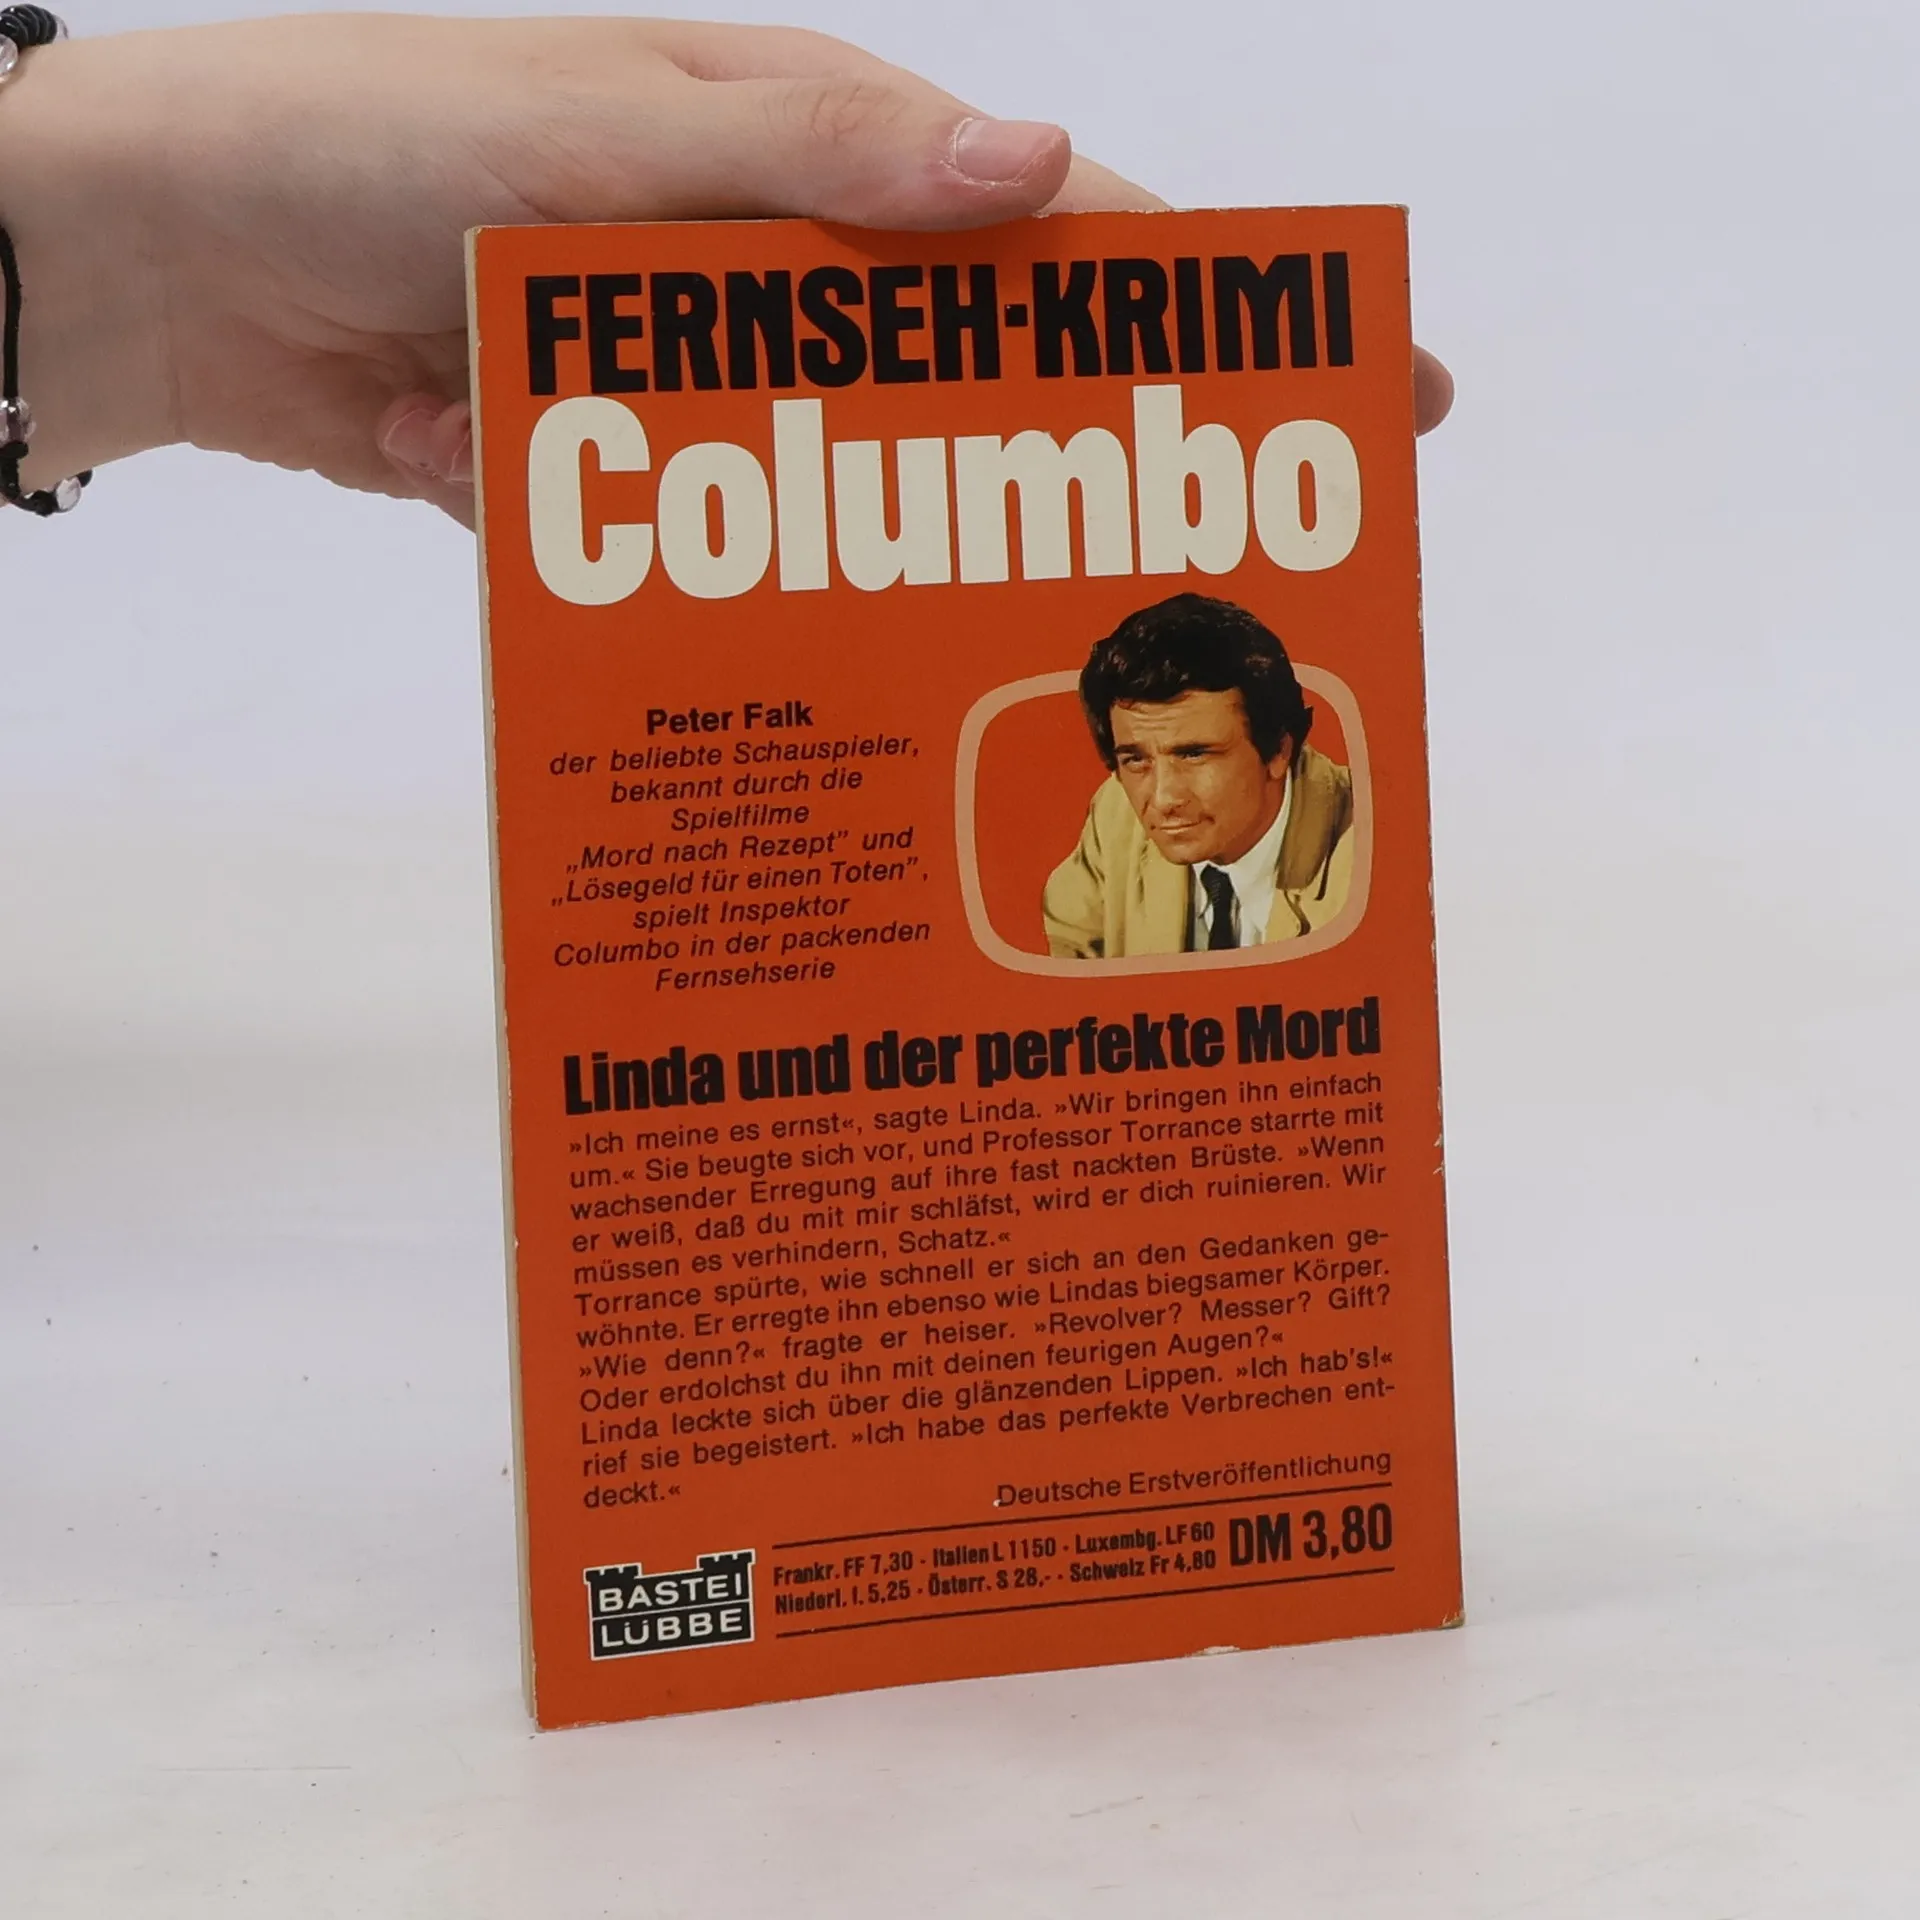 FERNSEH-KRIMI
Columbo
Peter Falk
der beliebte Schauspieler,
bekannt durch die
Spielfilme
„Mord nach Rezept” und
„Lösegeld für einen Toten”,
spielt Inspektor
Columbo in der packenden
Fernsehserie
Linda und der perfekte Mord
»Ich meine es ernst«, sagte Linda. »Wir bringen ihn einfach
um.« Sie beugte sich vor, und Professor Torrance starrte mit
wachsender Erregung auf ihre fast nackten Brüste. »Wenn
er weiß, daß du mit mir schläfst, wird er dich ruinieren. Wir
müssen es verhindern, Schatz.«
Torrance spürte, wie schnell er sich an den Gedanken ge-
wöhnte. Er erregte ihn ebenso wie Lindas biegsamer Körper.
»Wie denn?« fragte er heiser. »Revolver? Messer? Gift?
Oder erdolchst du ihn mit deinen feurigen Augen?«
Linda leckte sich über die glänzenden Lippen. »Ich hab's!«
rief sie begeistert. »Ich habe das perfekte Verbrechen ent-
deckt.«
Deutsche Erstveröffentlichung
Frankr. FF 7,30 · Italien L 1150 · Luxembg. LF 60
Niederl. f. 5,25 · Österr. S 28,- · Schweiz Fr 4,80
DM 3,80
BASTEI
LÜBBE